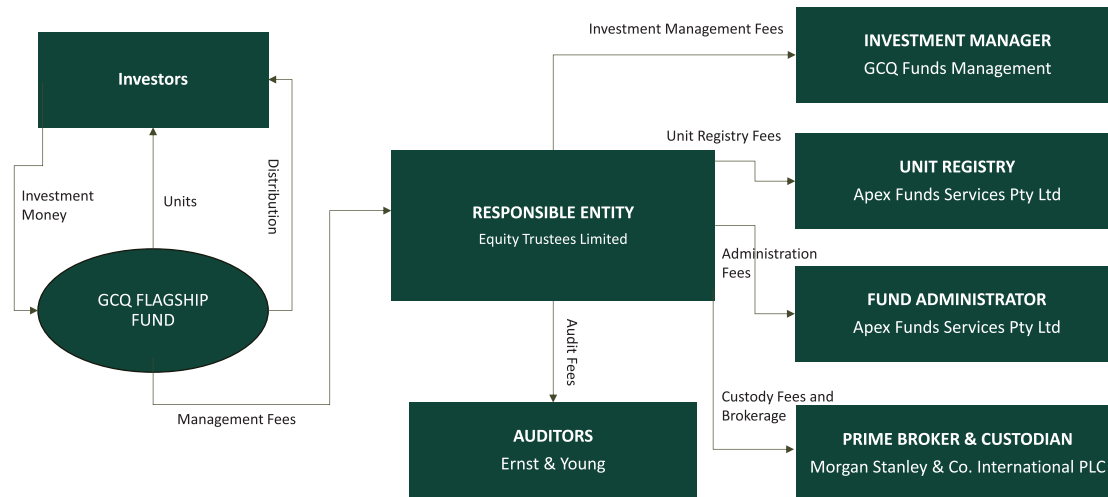 Investors
Investment
Money
Units
Distribution
GCQ FLAGSHIP
FUND
Management Fees
RESPONSIBLE ENTITY
Equity Trustees Limited
Audit Fees
AUDITORS
Ernst & Young
Investment Management Fees
INVESTMENT MANAGER
GCQ Funds Management
Unit Registry Fees
UNIT REGISTRY
Apex Funds Services Pty Ltd
Administration
Fees
FUND ADMINISTRATOR
Apex Funds Services Pty Ltd
Custody Fees and
Brokerage
PRIME BROKER & CUSTODIAN
Morgan Stanley & Co. International PLC